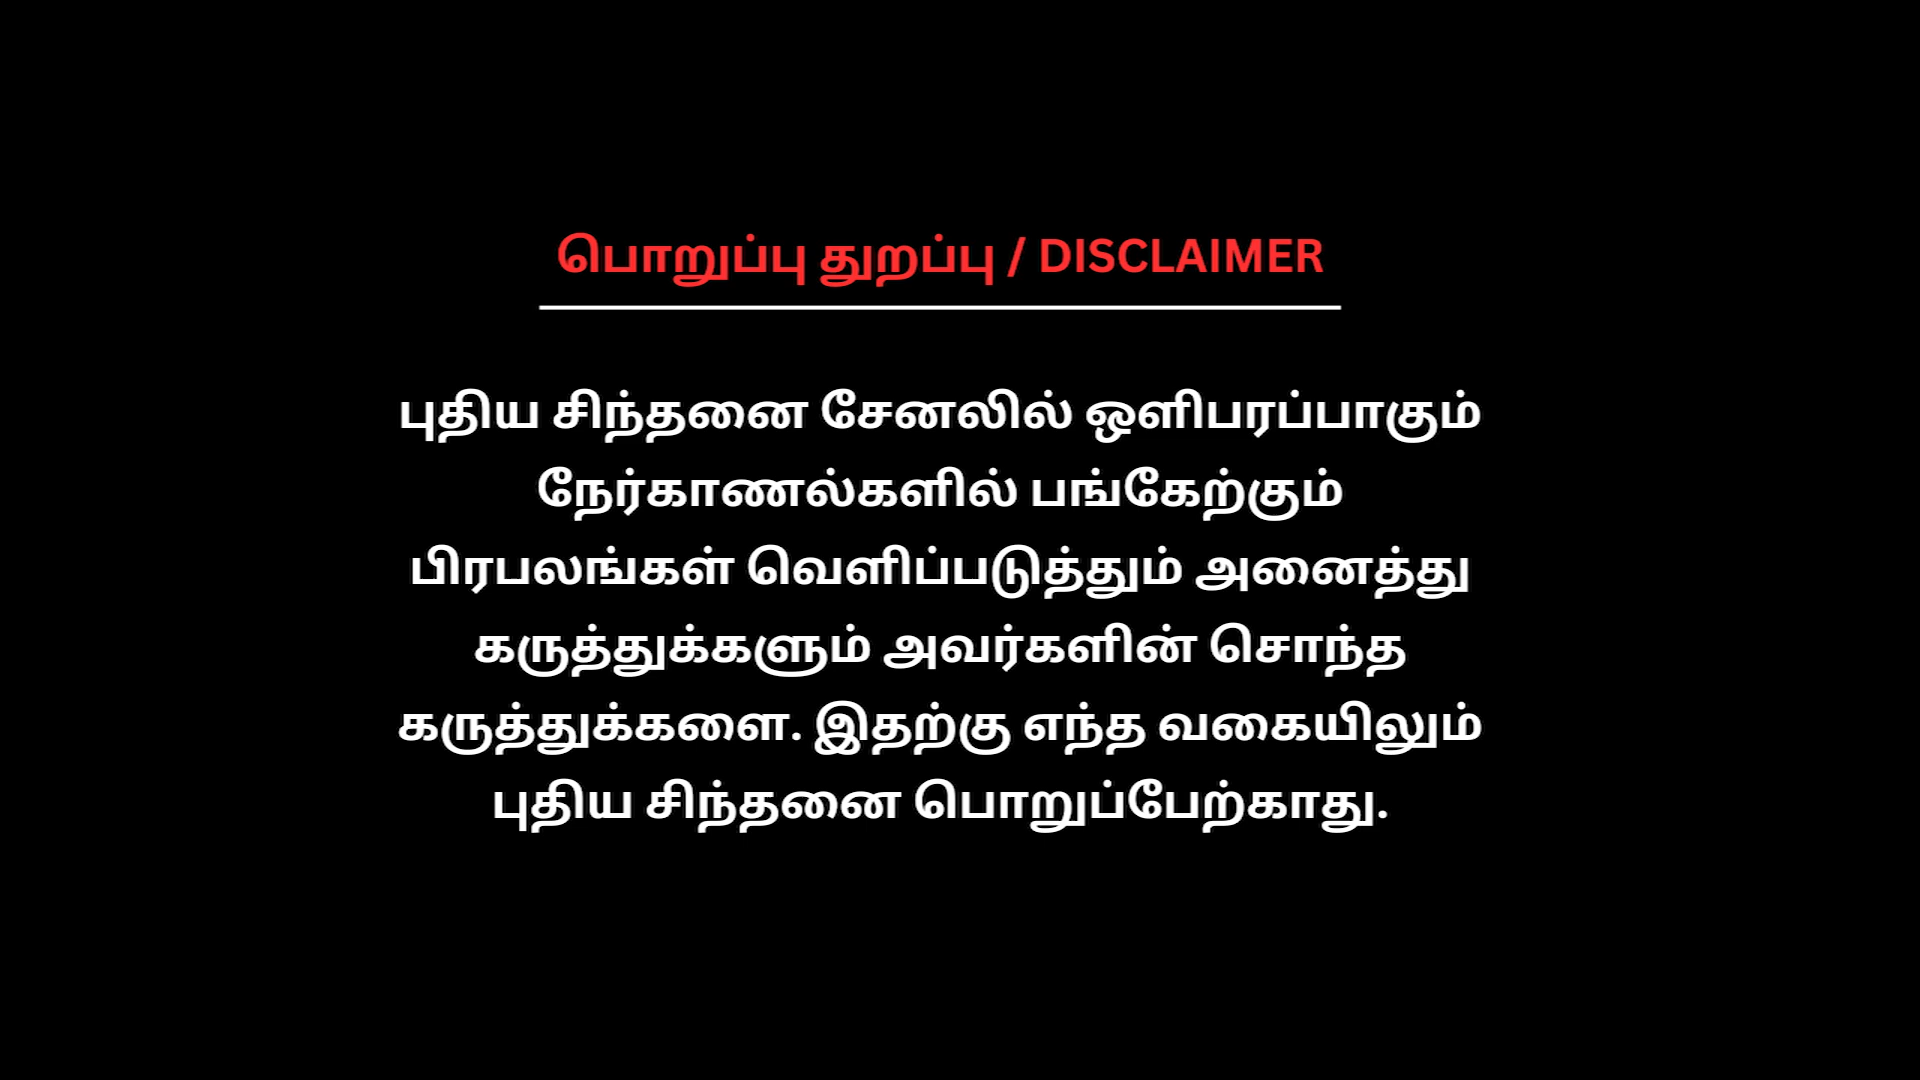 பொறுப்பு துறப்பு / DISCLAIMER
புதிய சிந்தனை சேனலில் ஒளிபரப்பாகும்
நேர்காணல்களில் பங்கேற்கும்
பிரபலங்கள் வெளிப்படுத்தும் அனைத்து
கருத்துக்களும் அவர்களின் சொந்த
கருத்துக்களை. இதற்கு எந்த வகையிலும்
புதிய சிந்தனை பொறுப்பேற்காது.